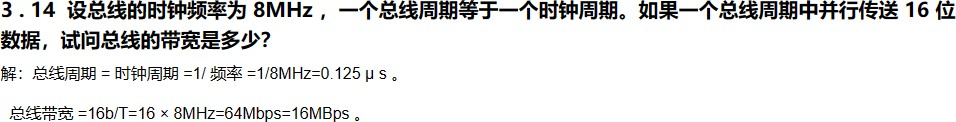 3 . 14 设总线的时钟频率为 8MHz ，一个总线周期等于一个时钟周期。如果一个总线周期中并行传送 16 位
数据，试问总线的带宽是多少？
解：总线周期 = 时钟周期 =1/ 频率 =1/8MHz=0.125 μ s 。
总线带宽 =16b/T=16 × 8MHz=64Mbps=16MBps 。